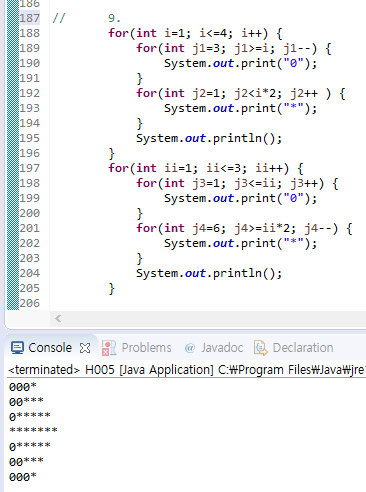 186
187 //      9.
188         for(int i=1; i<=4; i++) {
189             for(int j1=3; j1>=i; j1--) {
190                 System.out.print("0");
191             }
192             for(int j2=1; j2<i*2; j2++ ) {
193                 System.out.print("*");
194             }
195             System.out.println();
196         }
197         for(int ii=1; ii<=3; ii++) {
198             for(int j3=1; j3<=ii; j3++) {
199                 System.out.print("0");
200             }
201             for(int j4=6; j4>=ii*2; j4--) {
202                 System.out.print("*");
203             }
204             System.out.println();
205         }
206
Console Problems @ Javadoc Declaration
<terminated> H005 [Java Application] C:₩Program Files₩Java₩jre
000*
00***
0*****
*******
0*****
00***
000*